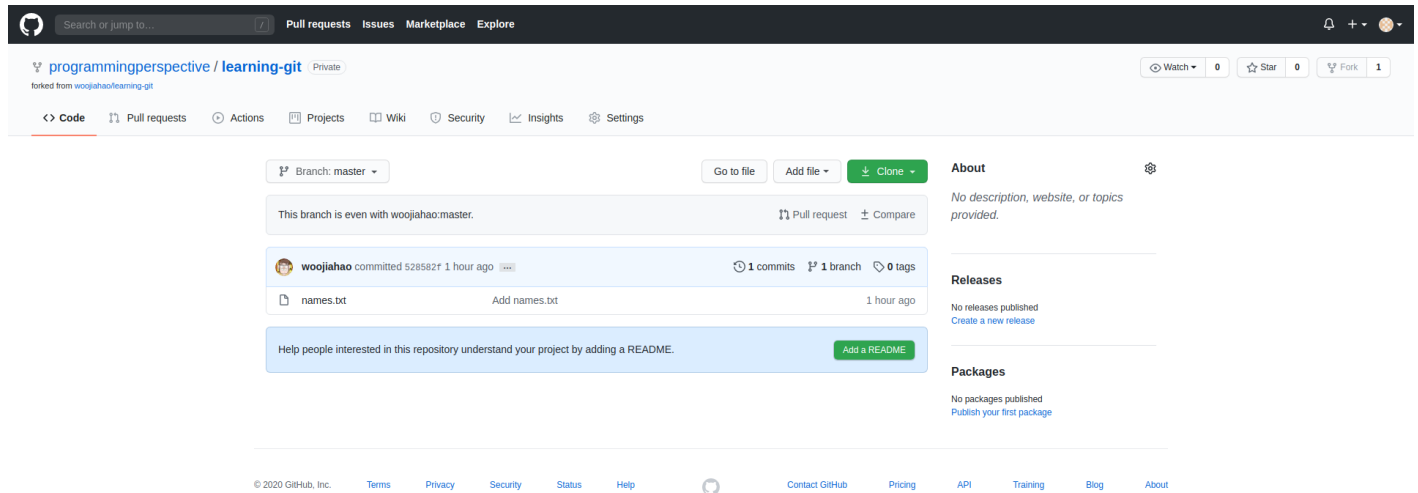 Search or jump to... / Pull requests Issues Marketplace Explore
programmingperspective / learning-git Private
Watch 0 Star 0 Fork 1
forked from woojiahao/learning-git
Code Pull requests Actions Projects Wiki Security Insights Settings
Branch: master Go to file Add file Clone
This branch is even with woojiahao:master. Pull request Compare
woojiahao committed 528582f 1 hour ago ... 1 commits 1 branch 0 tags
names.txt Add names.txt 1 hour ago
Help people interested in this repository understand your project by adding a README. Add a README
About
No description, website, or topics
provided.
Releases
No releases published
Create a new release
Packages
No packages published
Publish your first package
© 2020 GitHub, Inc. Terms Privacy Security Status Help Contact GitHub Pricing API Training Blog About